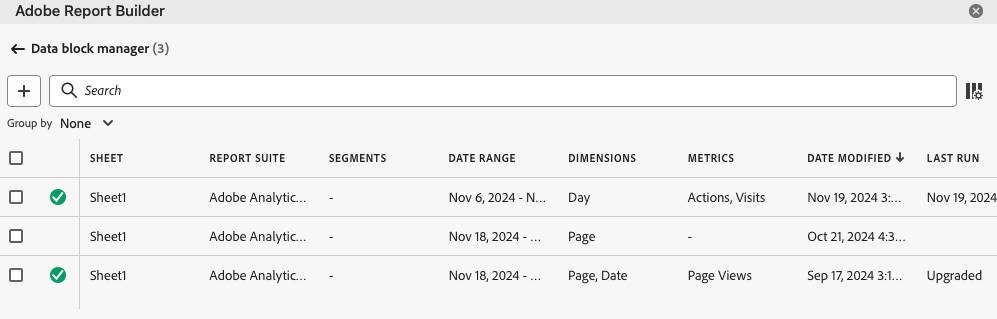 Adobe Report Builder
Data block manager (3)
Search
Group by None
SHEET REPORT SUITE SEGMENTS DATE RANGE DIMENSIONS METRICS DATE MODIFIED LAST RUN
Sheet1 Adobe Analytic... - Nov 6, 2024 - N... Day Actions, Visits Nov 19, 2024 3:... Nov 19, 2024
Sheet1 Adobe Analytic... - Nov 18, 2024 - ... Page - Oct 21, 2024 4:3...
Sheet1 Adobe Analytic... - Nov 18, 2024 - ... Page, Date Page Views Sep 17, 2024 3:1... Upgraded